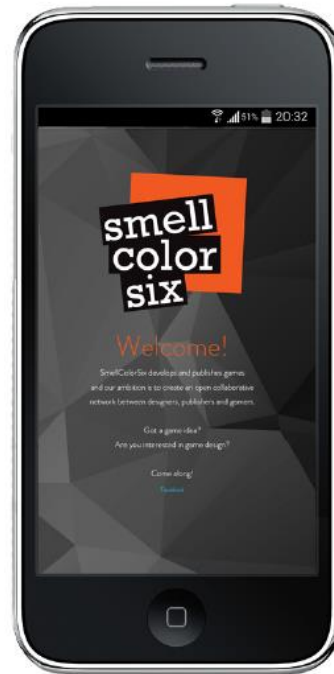 51% 20:32
smell
color
six
Welcome!
SmellColorSix develops and publishes games
and our ambition is to create an open collaborative
network between designers, publishers and gamers.
Got a game idea?
Are you interested in game design?
Come along!
Facebook